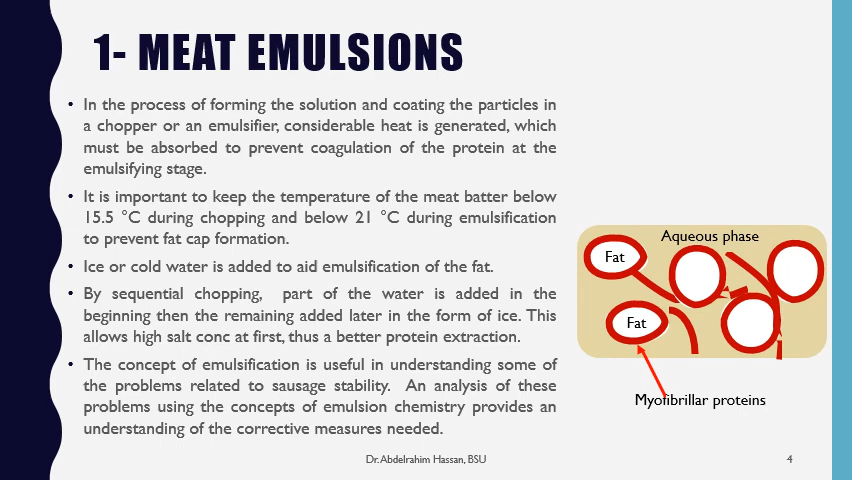 1- MEAT EMULSIONS
• In the process of forming the solution and coating the particles in
a chopper or an emulsifier, considerable heat is generated, which
must be absorbed to prevent coagulation of the protein at the
emulsifying stage.
• It is important to keep the temperature of the meat batter below
15.5 °C during chopping and below 21 °C during emulsification
to prevent fat cap formation.
• Ice or cold water is added to aid emulsification of the fat.
• By sequential chopping, part of the water is added in the
beginning then the remaining added later in the form of ice. This
allows high salt conc at first, thus a better protein extraction.
• The concept of emulsification is useful in understanding some of
the problems related to sausage stability. An analysis of these
problems using the concepts of emulsion chemistry provides an
understanding of the corrective measures needed.
Aqueous phase
Fat
Fat
Myofibrillar proteins
Dr. Abdelrahim Hassan, BSU
4